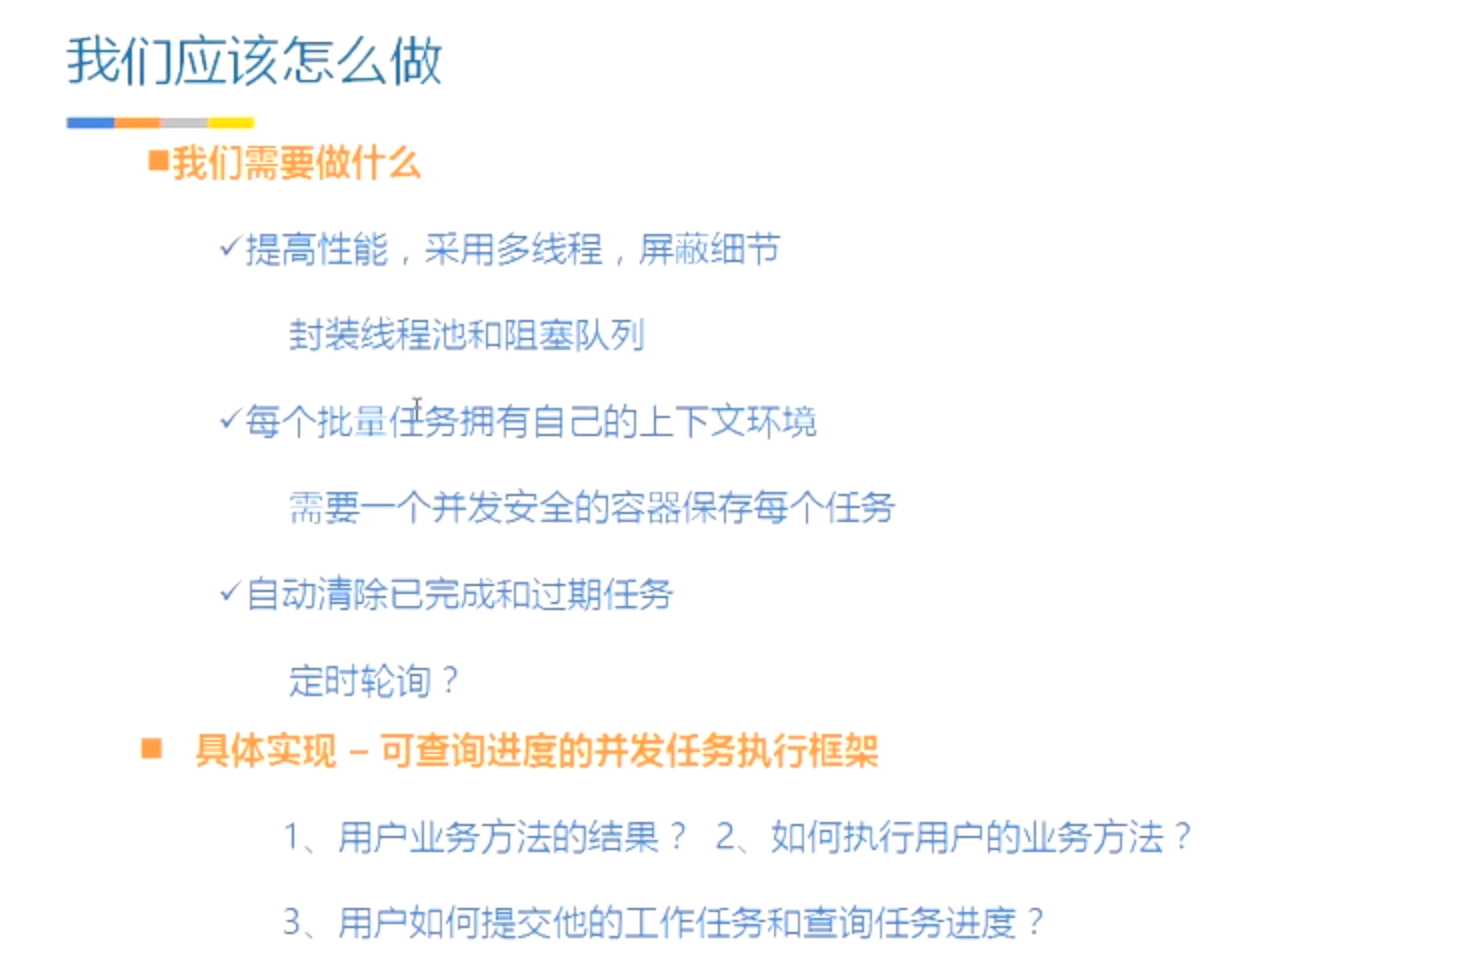 我们应该怎么做
■我们需要做什么
✓提高性能，采用多线程，屏蔽细节
封装线程池和阻塞队列
✓每个批量任务拥有自己的上下文环境
需要一个并发安全的容器保存每个任务
✓自动清除已完成和过期任务
定时轮询？
■ 具体实现 – 可查询进度的并发任务执行框架
1、用户业务方法的结果？ 2、如何执行用户的业务方法？
3、用户如何提交他的工作任务和查询任务进度？